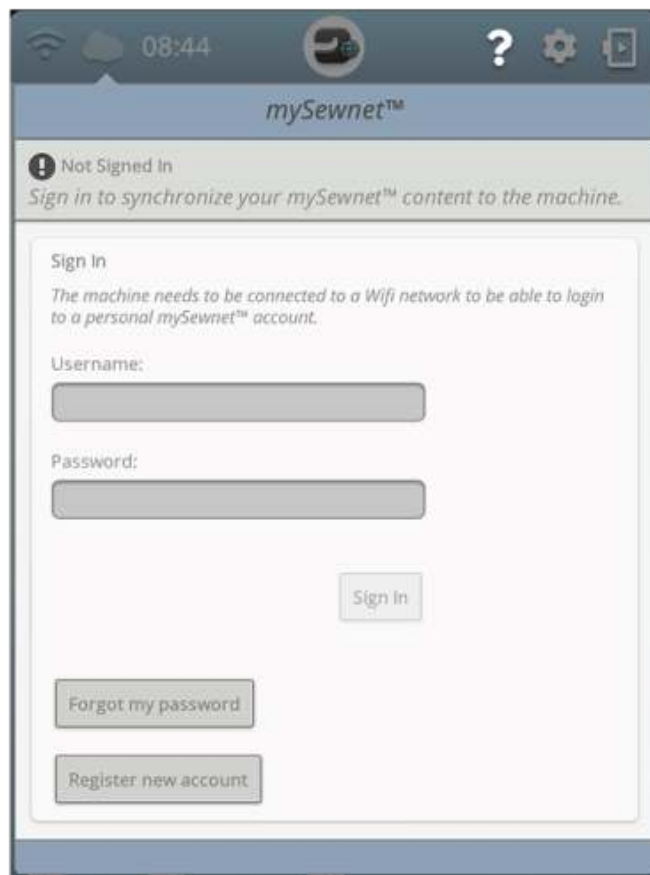 08:44
?
mySewnet™
Not Signed In
Sign in to synchronize your mySewnet™ content to the machine.
Sign In
The machine needs to be connected to a Wifi network to be able to login
to a personal mySewnet™ account.
Username:
Password:
Sign In
Forgot my password
Register new account